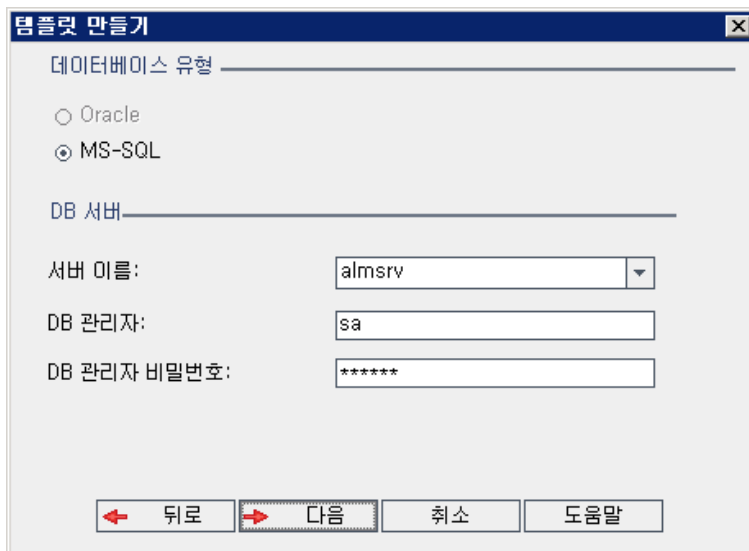 템플릿 만들기
데이터베이스 유형
Oracle
MS-SQL
DB 서버
서버 이름: almsrv
DB 관리자: sa
DB 관리자 비밀번호: ******
뒤로 다음 취소 도움말